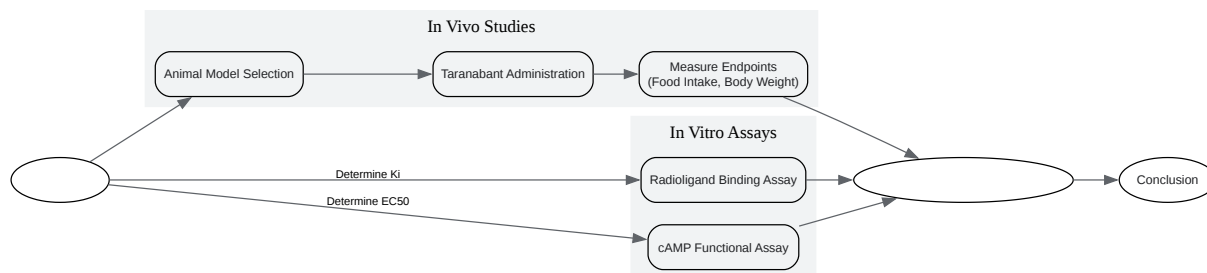 In Vivo Studies
Animal Model Selection
Taranabant Administration
Measure Endpoints
(Food Intake, Body Weight)
In Vitro Assays
Determine Ki
Radioligand Binding Assay
Conclusion
Determine EC50
cAMP Functional Assay